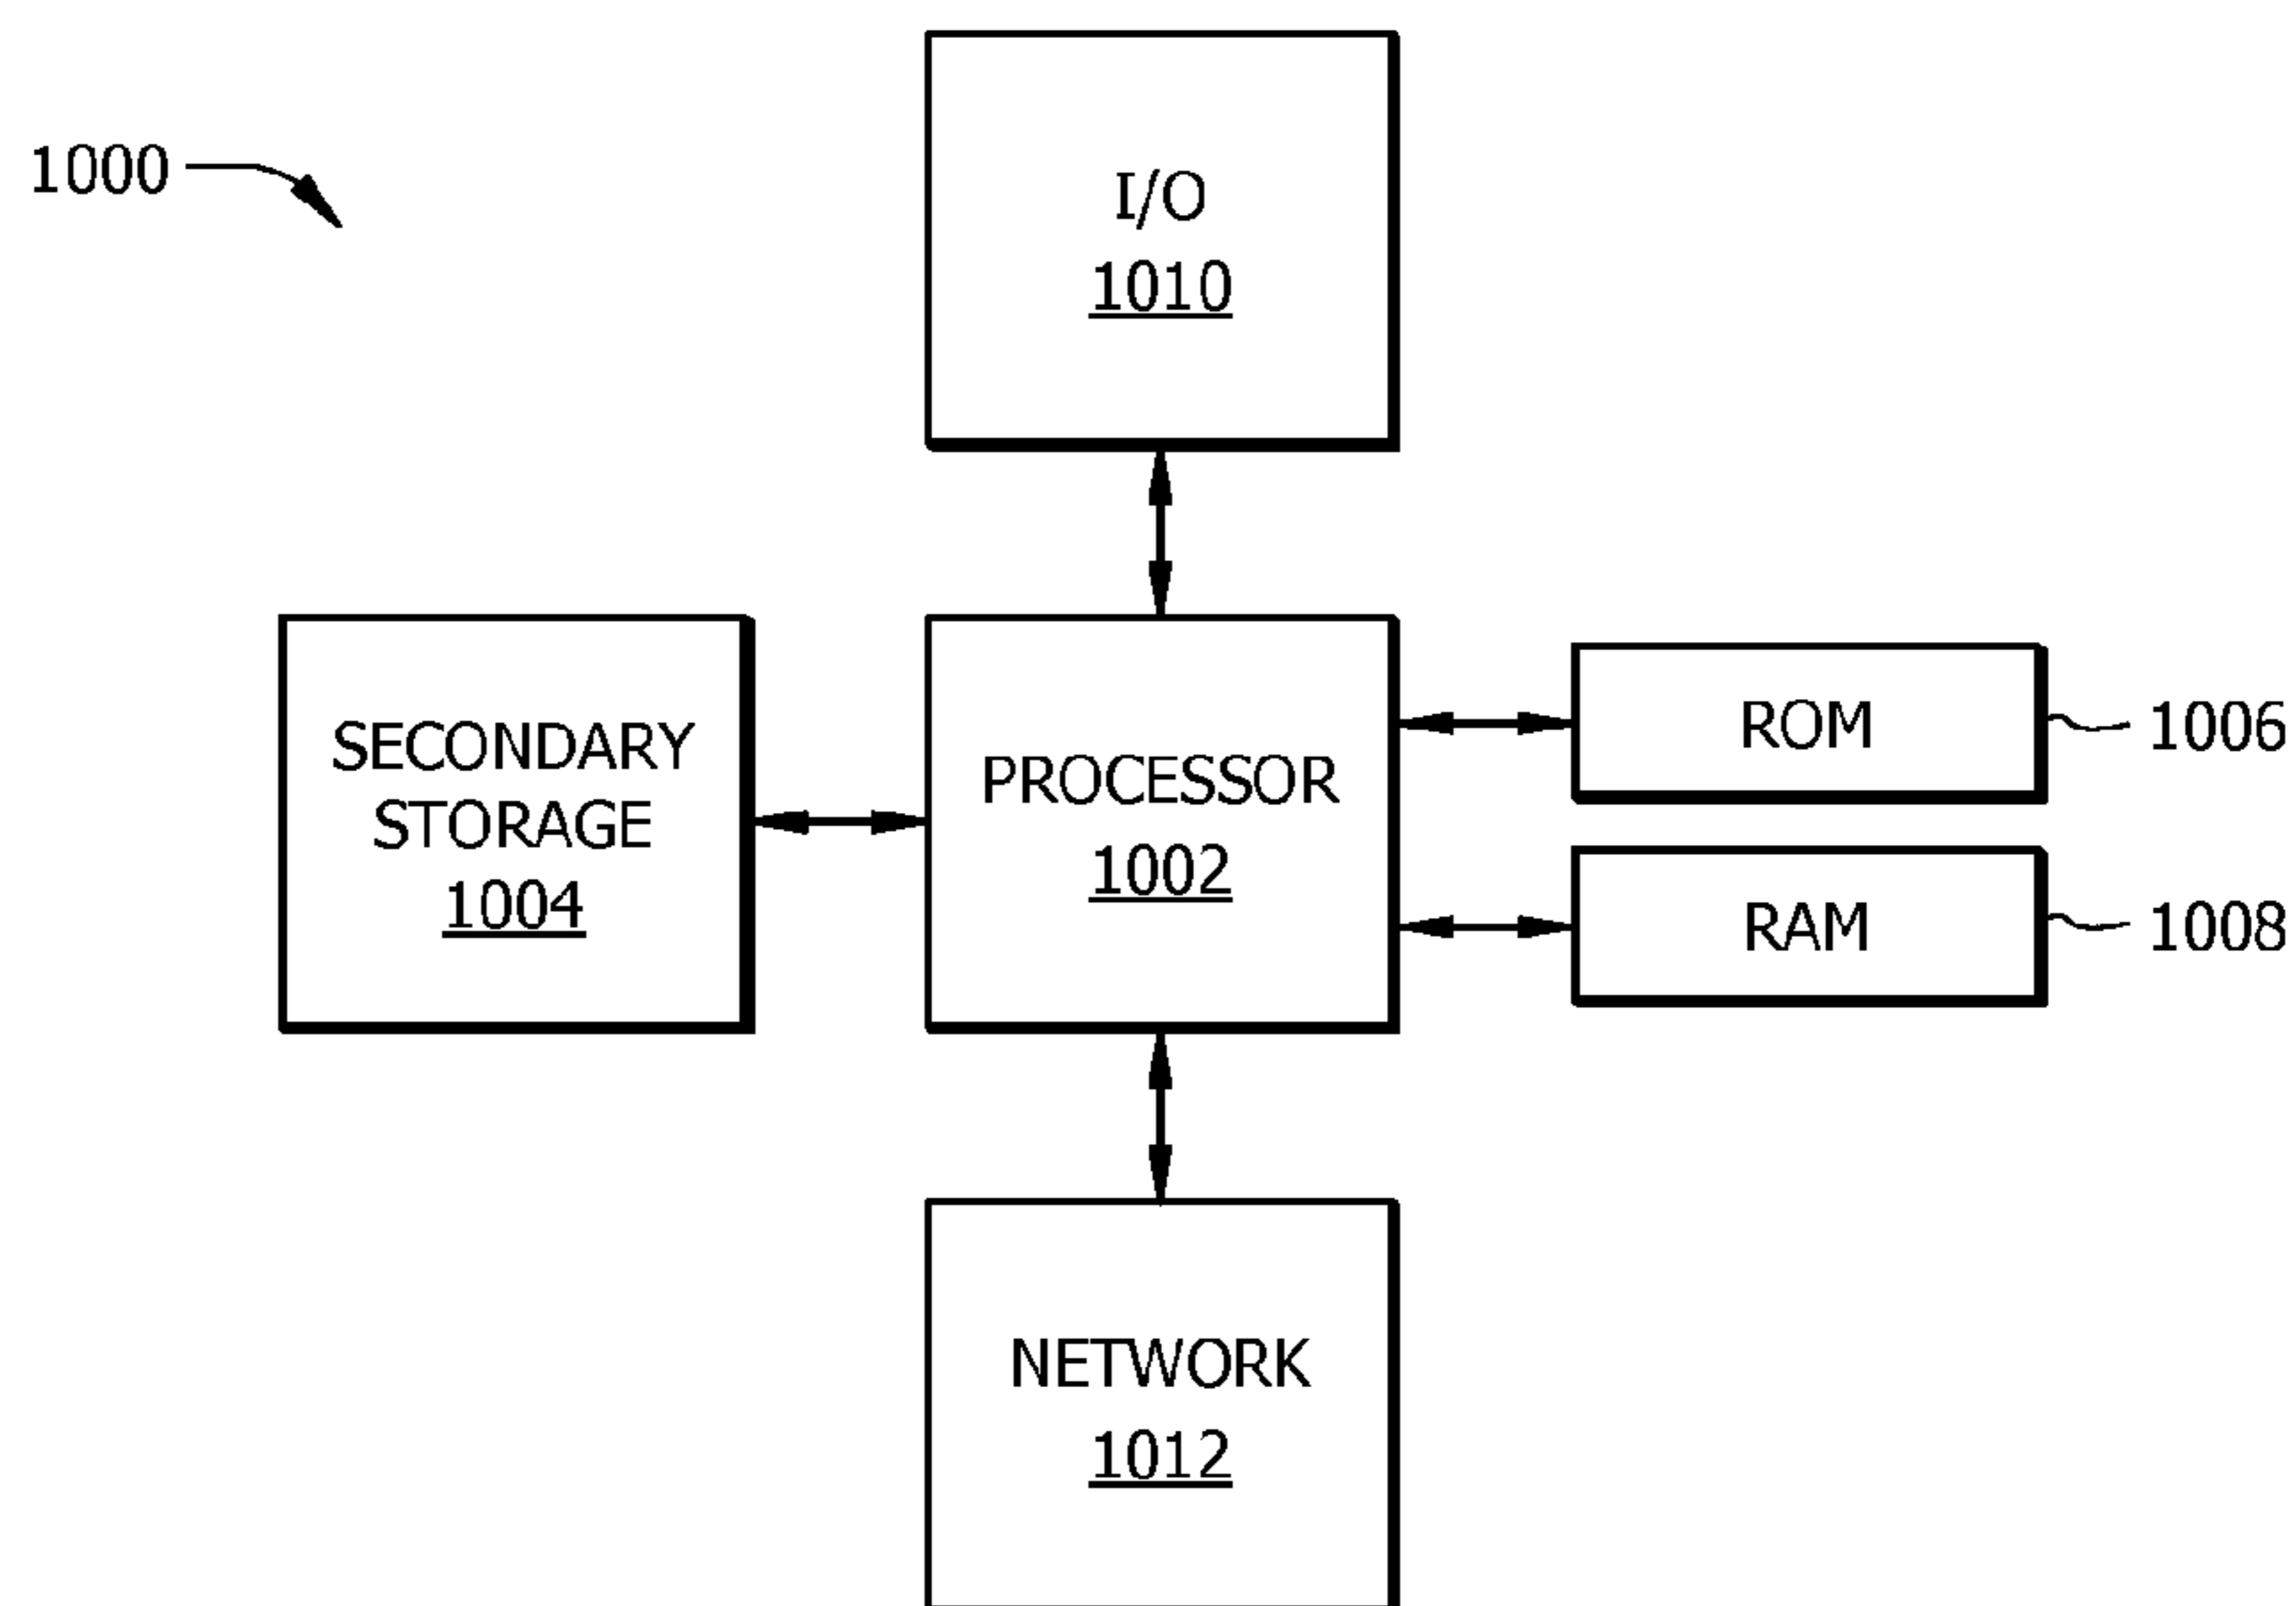 1000
I/O
1010
SECONDARY
STORAGE
1004
PROCESSOR
1002
ROM
1006
RAM
1008
NETWORK
1012